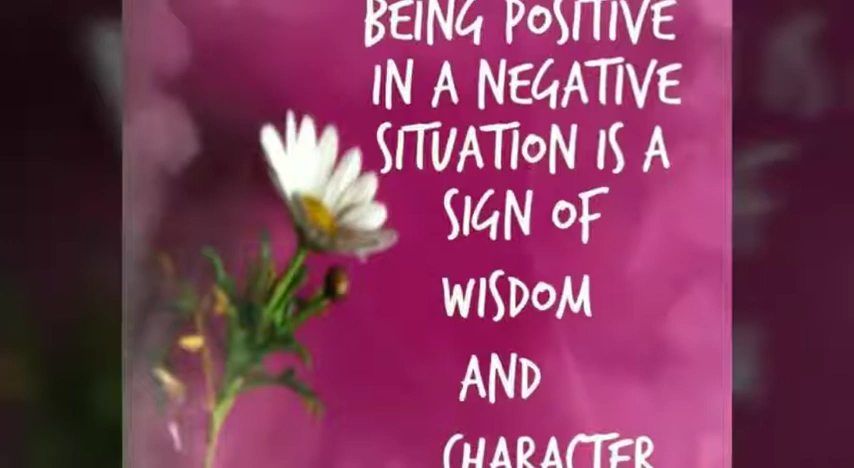 BEING POSITIVE
IN A NEGATIVE
SITUATION IS A
SIGN OF
WISDOM
AND
CHARACTER